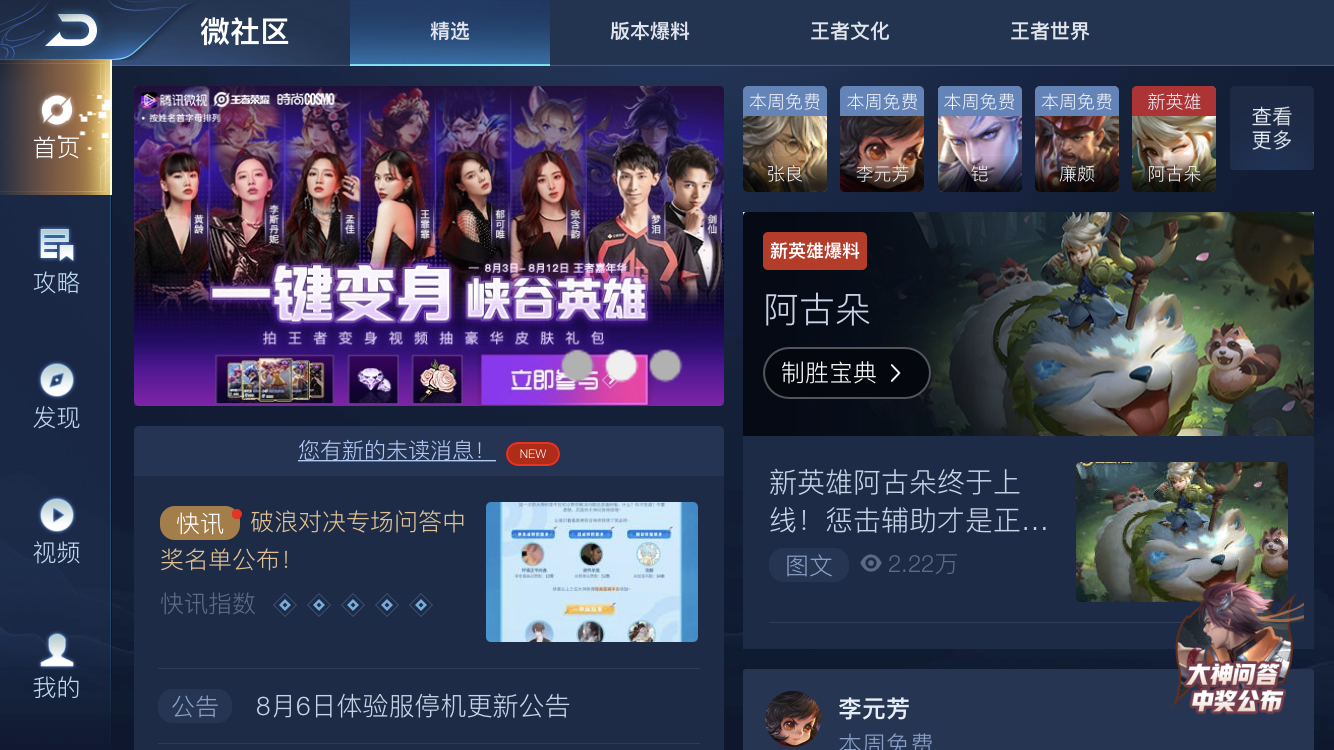 微社区
精选
版本爆料
王者文化
王者世界
首页
攻略
发现
视频
我的
腾讯微视 王者荣耀 時尚COSMO
• 按姓名首字母排列
黄龄
李斯丹妮
孟佳
王霏霏
郁可唯
张含韵
梦泪
剑仙
8月3日-8月12日 王者嘉年华
一键变身 峡谷英雄
拍王者变身视频抽豪华皮肤礼包
立即参与
您有新的未读消息！ NEW
快讯 破浪对决专场问答中
奖名单公布！
快讯指数
公告 8月6日体验服停机更新公告
本周免费
张良
本周免费
李元芳
本周免费
铠
本周免费
廉颇
新英雄
阿古朵
查看
更多
新英雄爆料
阿古朵
制胜宝典
新英雄阿古朵终于上
线！惩击辅助才是正...
图文 2.22万
大神问答
中奖公布
李元芳
本周免费